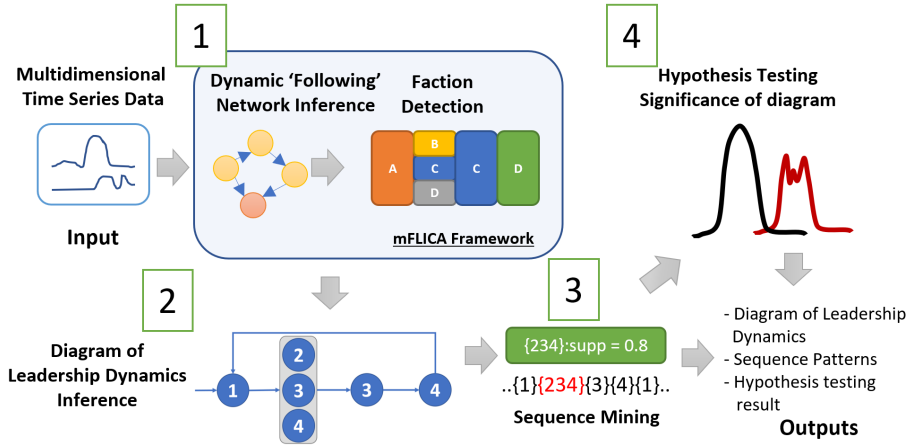 1
4
Multidimensional
Time Series Data
Input
Dynamic ‘Following’
Network Inference
Faction
Detection
A
B
C
D
C
D
mFLICA Framework
Hypothesis Testing
Significance of diagram
2
Diagram of
Leadership Dynamics
Inference
1
2
3
4
3
4
3
{234}:supp = 0.8
..{1}{234}{3}{4}{1}..
Sequence Mining
- Diagram of Leadership
Dynamics
- Sequence Patterns
- Hypothesis testing
result
Outputs